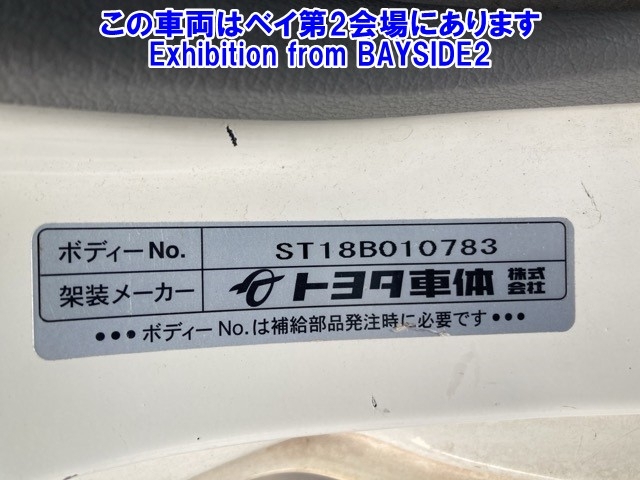 この車両はベイ第2会場にあります
Exhibition from BAYSIDE2
ボディーNo. ST18B010783
架装メーカー トヨタ車体 株式会社
•••ボディーNo.は補給部品発注時に必要です•••